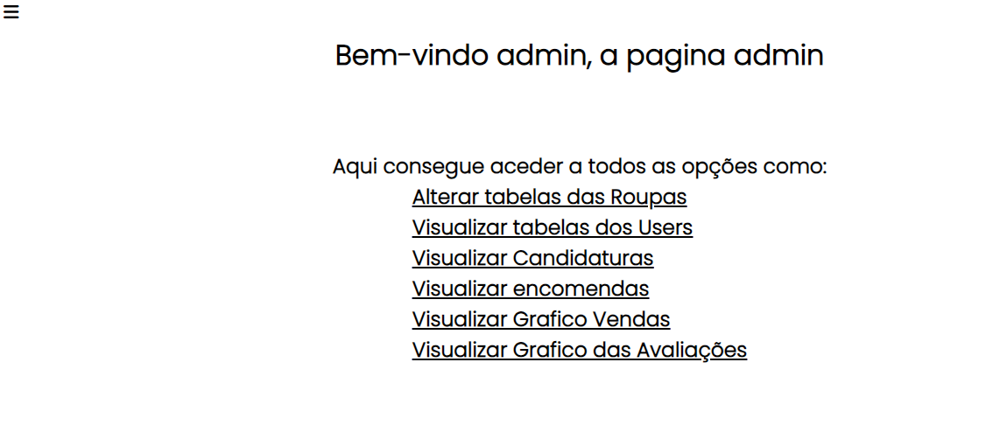 Bem-vindo admin, a pagina admin
Aqui consegue aceder a todos as opções como:
Alterar tabelas das Roupas
Visualizar tabelas dos Users
Visualizar Candidaturas
Visualizar encomendas
Visualizar Grafico Vendas
Visualizar Grafico das Avaliações